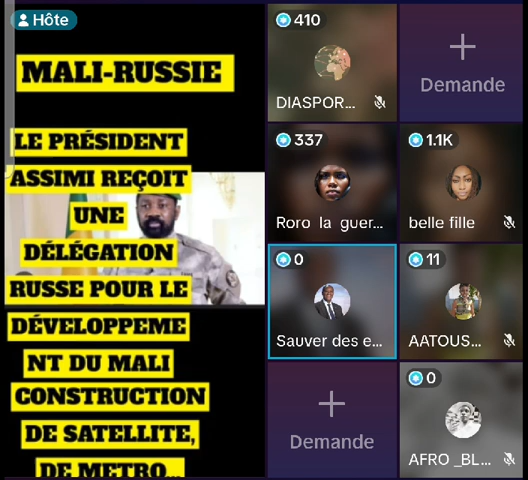 Hôte
MALI-RUSSIE
LE PRÉSIDENT
ASSIMI REÇOIT
UNE
DÉLÉGATION
RUSSE POUR LE
DÉVELOPPEME
NT DU MALI
CONSTRUCTION
DE SATELLITE,
DE METRO...
410
DIASPOR...
Demande
337
Roro la guer...
1.1K
belle fille
0
Sauver des e...
11
AATOUS...
Demande
0
AFRO _BL...